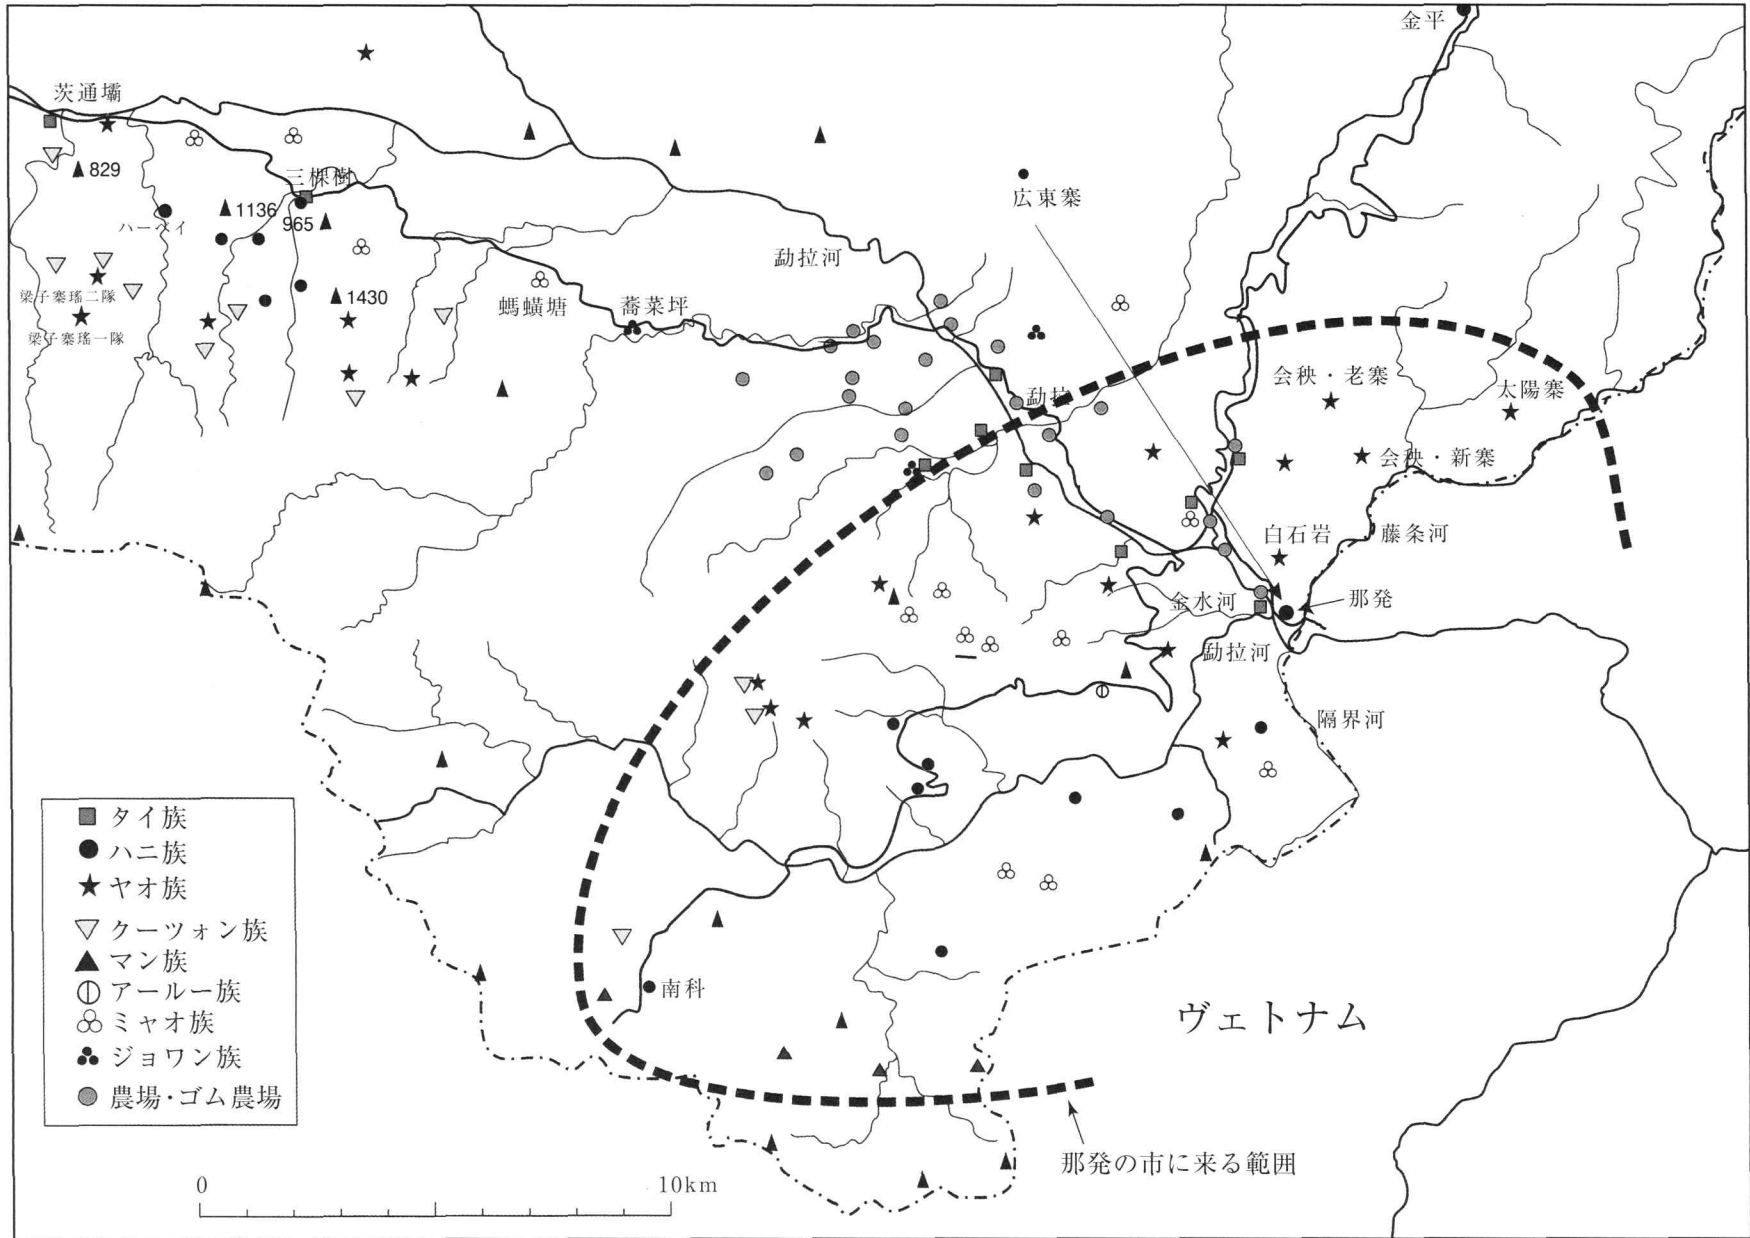 金平
茨通壩
829
三棵樹
広東寨
1136
965
ハーベイ
勐拉河
梁子寨瑤二隊
1430
螞蟥塘
蕎菜坪
梁子寨瑤一隊
会秧・老寨
太陽寨
勐拉
会秧・新寨
白石岩
藤条河
金水河
那発
勐拉河
隔界河
タイ族
ハニ族
ヤオ族
クーツォン族
マン族
アールー族
ミャオ族
ジョワン族
農場・ゴム農場
南科
ヴェトナム
那発の市に来る範囲
0
10km